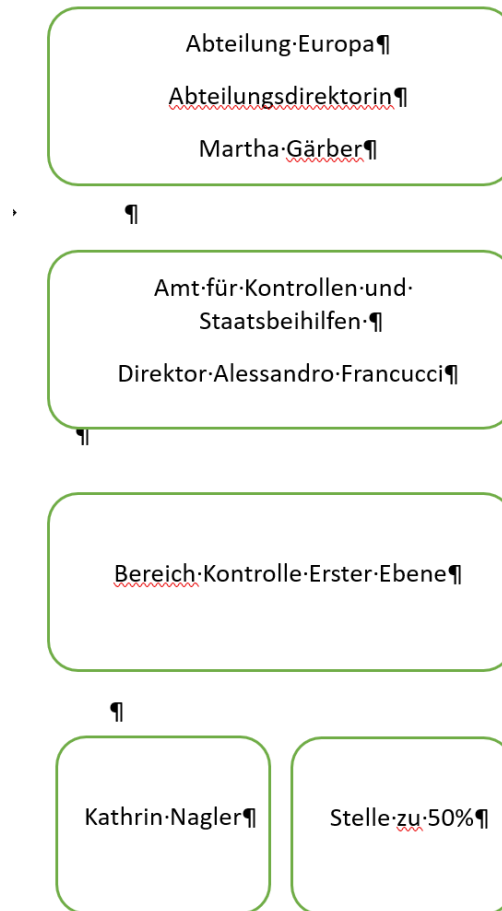 Abteilung·Europa¶
Abteilungsdirektorin¶
Martha·Gärber¶
¶
Amt·für·Kontrollen·und·
Staatsbeihilfen·¶
Direktor·Alessandro·Francucci¶
¶
Bereich·Kontrolle·Erster·Ebene¶
¶
Kathrin·Nagler¶
Stelle·zu·50%¶